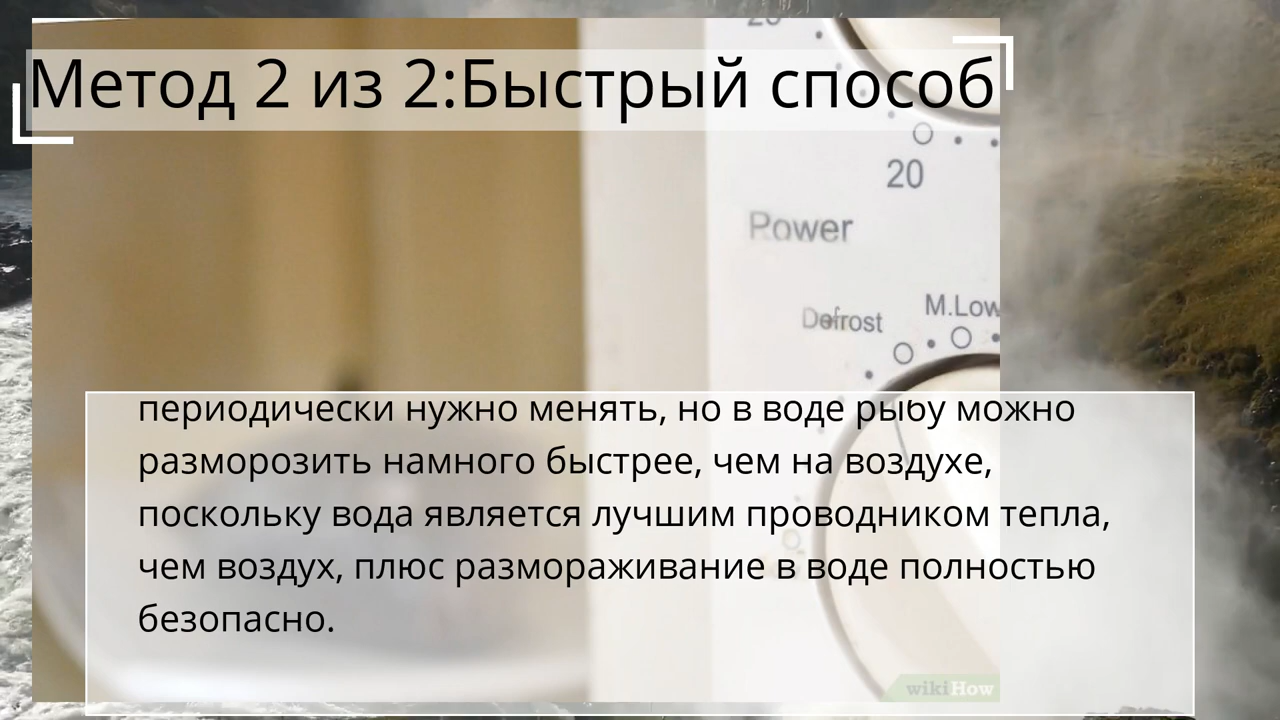 Метод 2 из 2:Быстрый способ
20
Power
Defrost
M.Low
периодически нужно менять, но в воде рыбу можно
разморозить намного быстрее, чем на воздухе,
поскольку вода является лучшим проводником тепла,
чем воздух, плюс размораживание в воде полностью
безопасно.
wikiHow